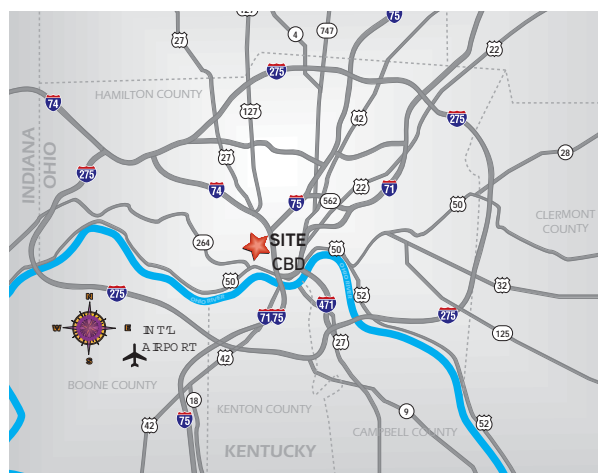 127
75
747
27
4
22
275
HAMILTON COUNTY
74
42
127
275
INDIANA
OHIO
27
28
275
74
22
71
75
562
50
CLERMONT
COUNTY
264
SITE
50
CBD
50
OHIO RIVER
32
275
OHIO RIVER
52
N
471
275
71 75
W E
INT'L
125
27
AIRPORT
S
42
BOONE COUNTY
18
KENTON COUNTY
9
75
42
52
CAMPBELL COUNTY
KENTUCKY